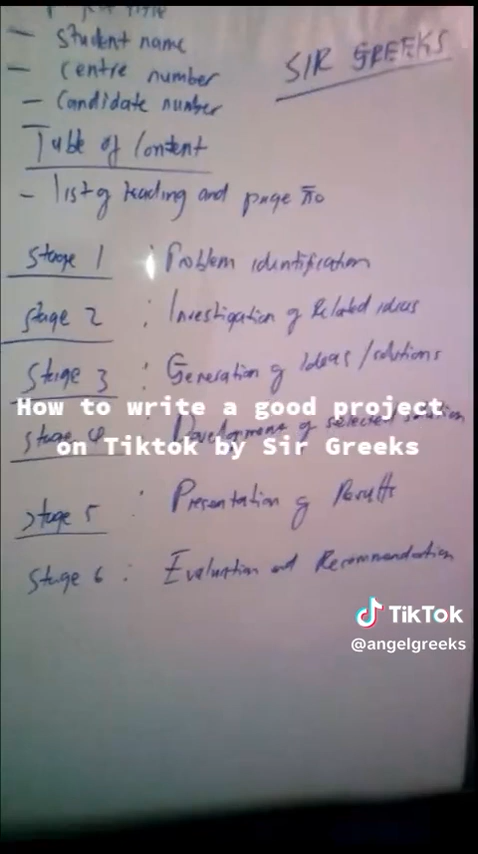 Title
- Student name
- Centre number
- Candidate number
SIR GREEKS
Table of Content
- list of heading and page no
Stage 1 : Problem identification
Stage 2 : Investigation of Related ideas
Stage 3 : Generation of Ideas/solutions
Stage 4 : Development of selected solution
Stage 5 : Presentation of Results
Stage 6 : Evaluation and Recommendation
How to write a good project
on Tiktok by Sir Greeks
TikTok
@angelgreeks